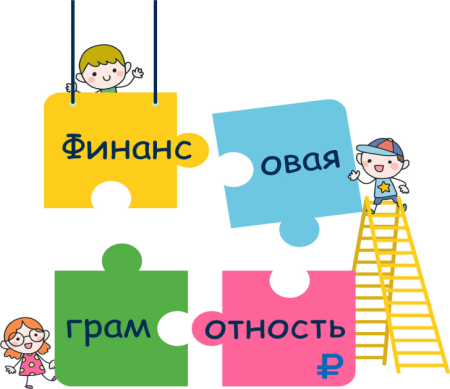 Финанс овая
грам отность
₽